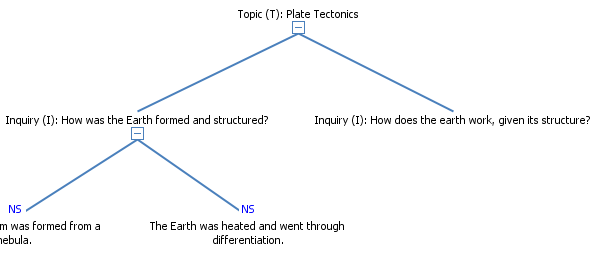 Topic (T): Plate Tectonics
Inquiry (I): How was the Earth formed and structured?
Inquiry (I): How does the earth work, given its structure?
NS
NS
was formed from a
The Earth was heated and went through
differentiation.